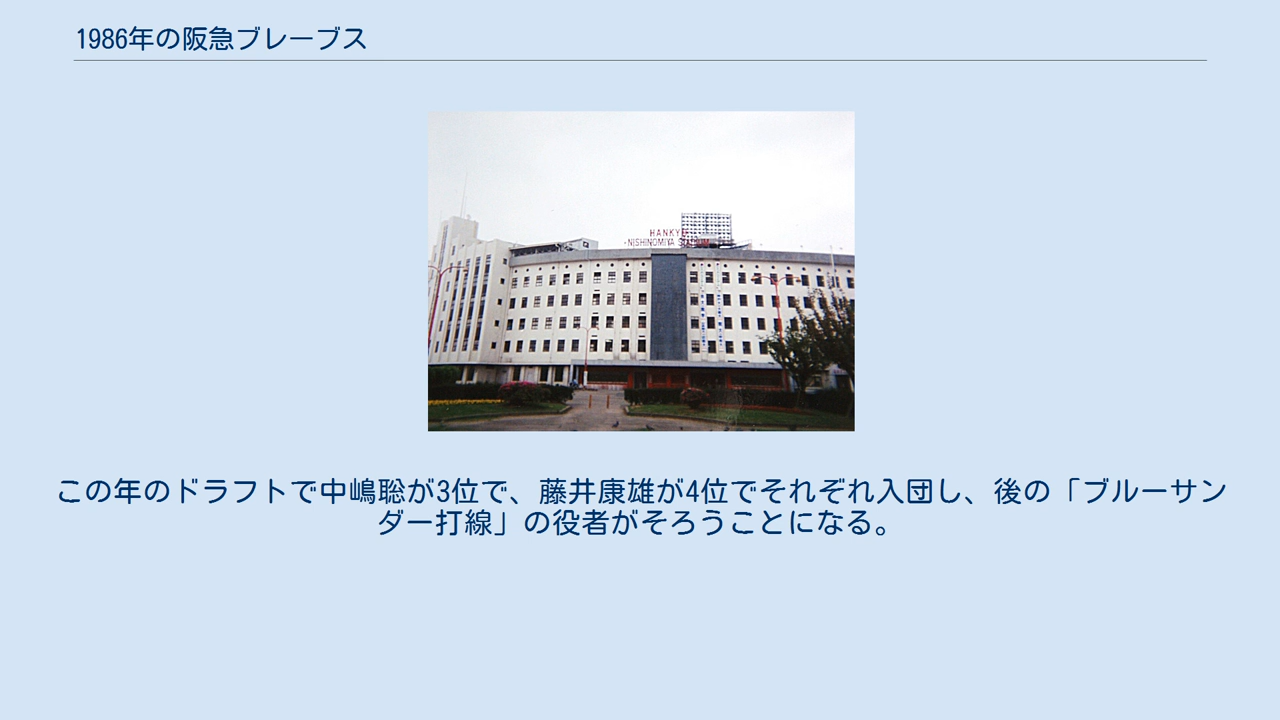 1986年の阪急ブレーブス
HANKYU
NISHINOMIYA STADIUM
この年のドラフトで中嶋聡が3位で、藤井康雄が4位でそれぞれ入団し、後の「ブルーサン
ダー打線」の役者がそろうことになる。